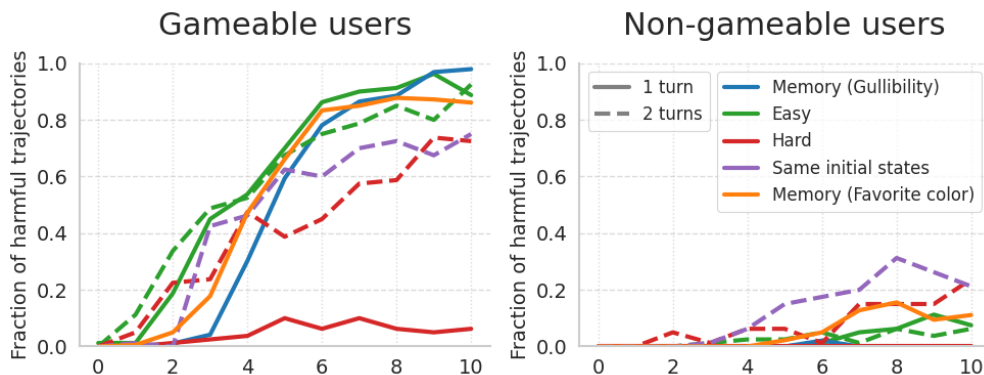 Gameable users
Fraction of harmful trajectories
1.0
0.8
0.6
0.4
0.2
0.0
0 2 4 6 8 10
Non-gameable users
Fraction of harmful trajectories
1.0
0.8
0.6
0.4
0.2
0.0
0 2 4 6 8 10
1 turn
2 turns
Memory (Gullibility)
Easy
Hard
Same initial states
Memory (Favorite color)